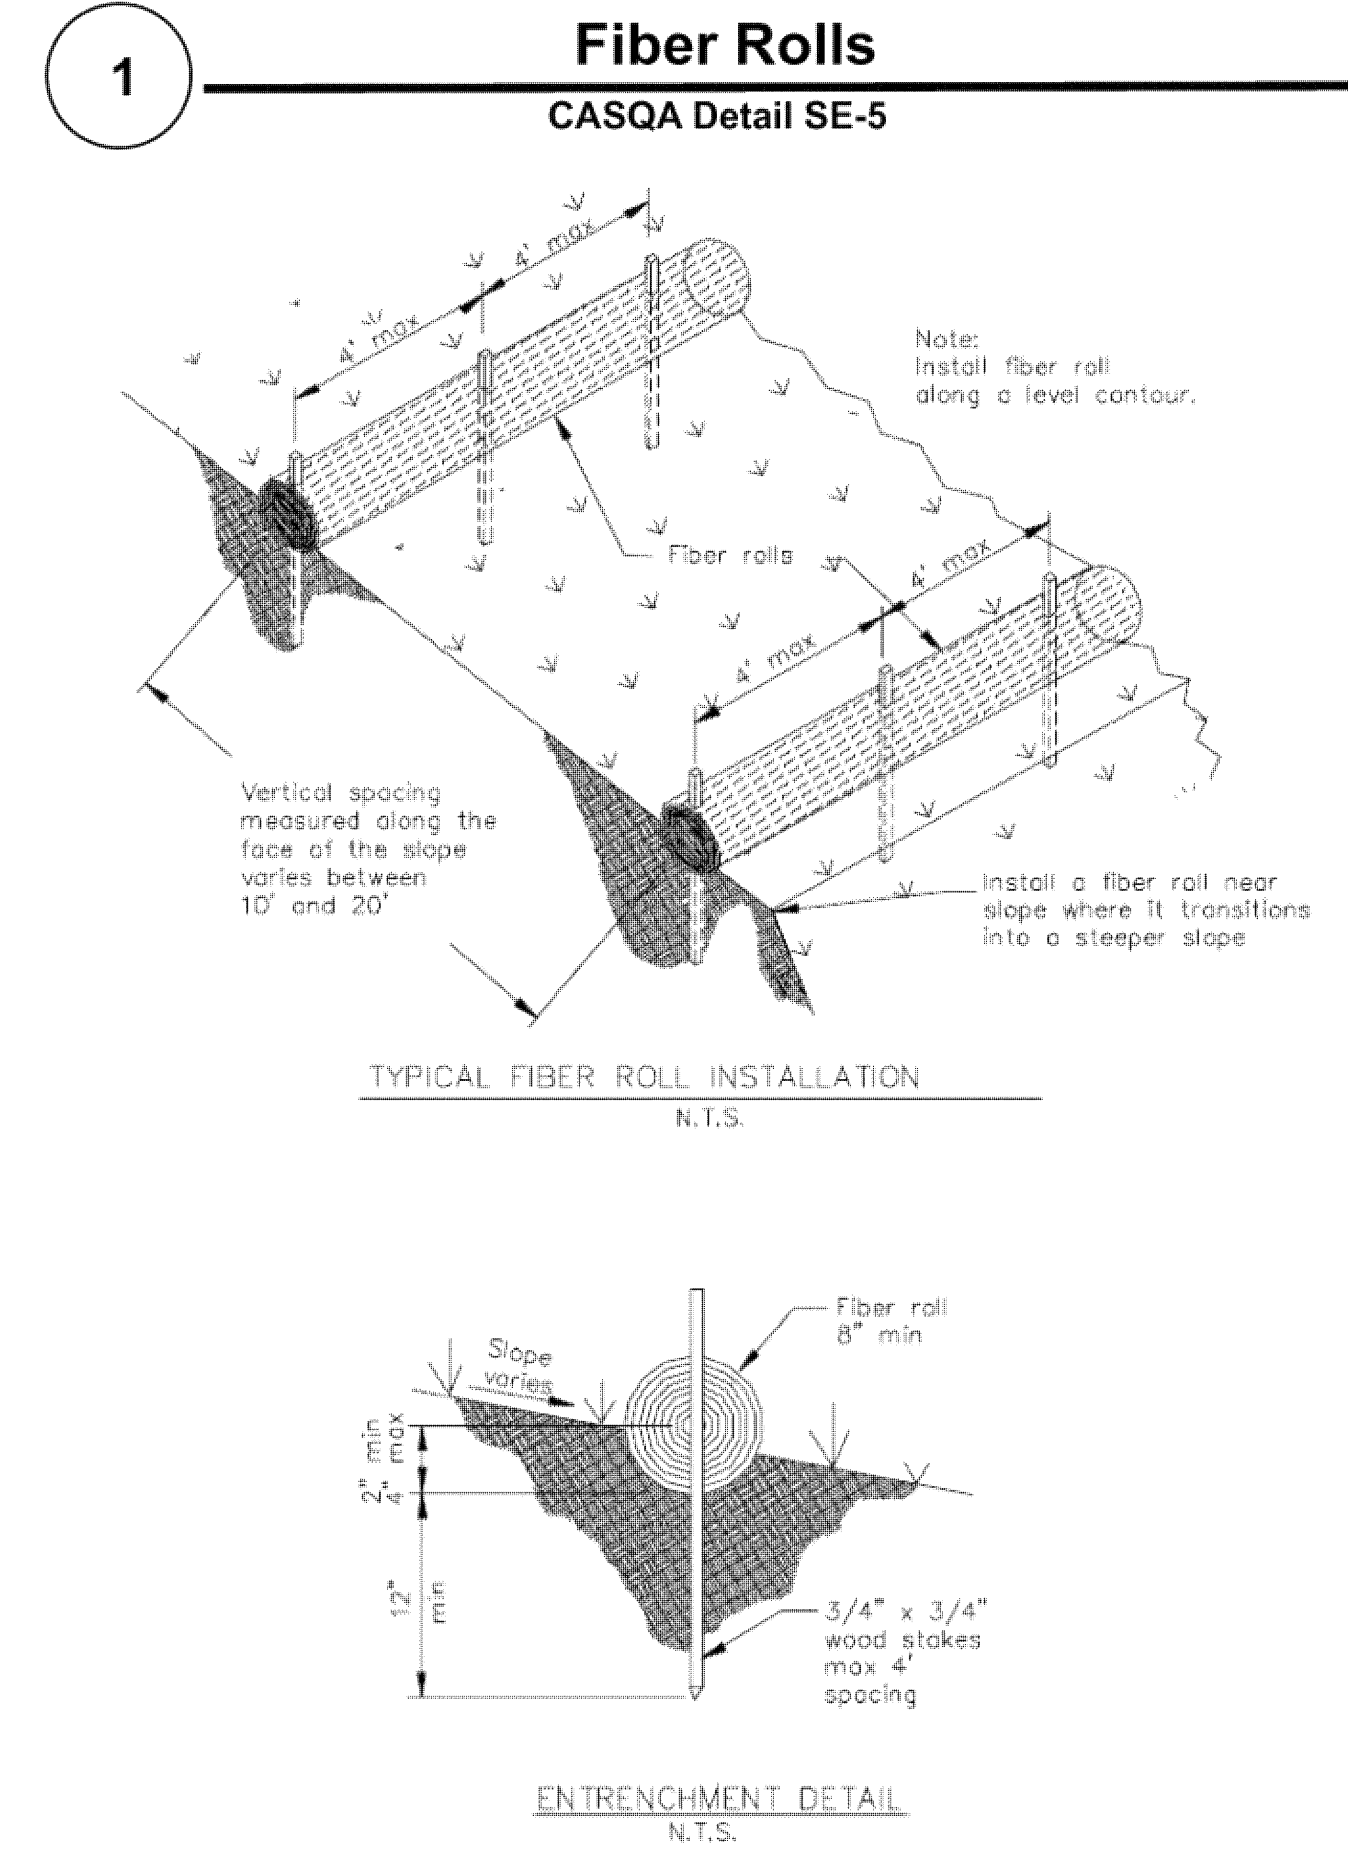 1
Fiber Rolls
CASQA Detail SE-5
4' max
4' max
Note:
Install fiber roll
along a level contour.
Fiber rolls
4' max
4' max
Vertical spacing
measured along the
face of the slope
varies between
10' and 20'
Install a fiber roll near
slope where it transitions
into a steeper slope
TYPICAL FIBER ROLL INSTALLATION
N.T.S.
Fiber roll
8" min
Slope
varies
2" min
4" max
12" min
3/4" x 3/4"
wood stakes
max 4'
spacing
ENTRENCHMENT DETAIL
N.T.S.